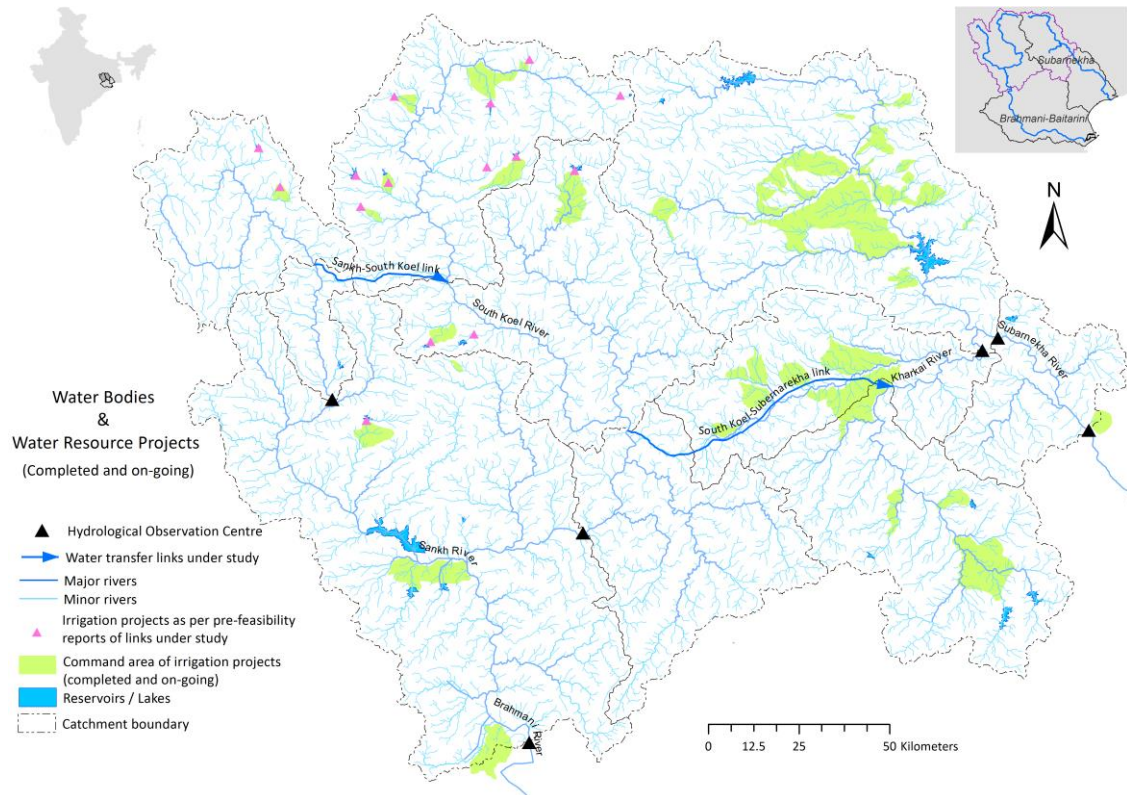 Subarnekha
Brahmani-Baitarini
N
Sankh-South Koel link
South Koel River
Subarnekha River
Kharkai River
South Koel-Subernarekha link
Sankh River
Brahmani River
Water Bodies
&
Water Resource Projects
(Completed and on-going)
Hydrological Observation Centre
Water transfer links under study
Major rivers
Minor rivers
Irrigation projects as per pre-feasibility
reports of links under study
Command area of irrigation projects
(completed and on-going)
Reservoirs / Lakes
Catchment boundary
0 12.5 25 50 Kilometers